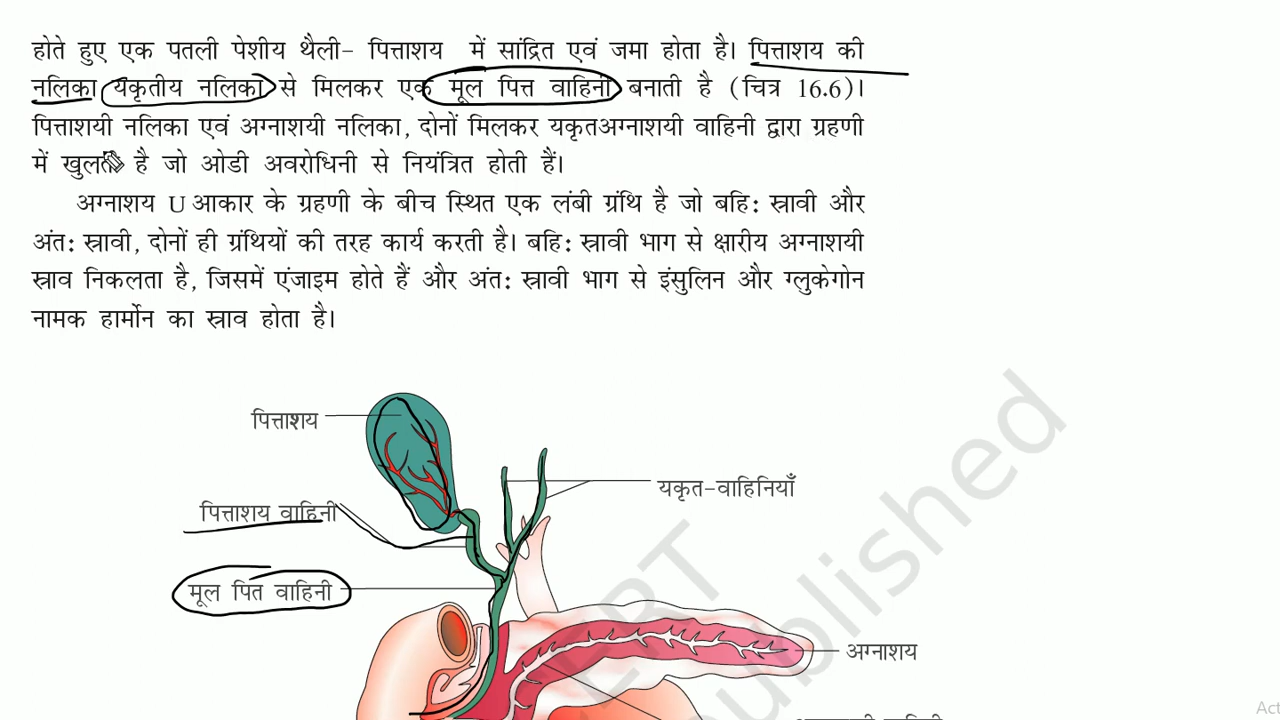 होते हुए एक पतली पेशीय थैली- पित्ताशय में सांद्रित एवं जमा होता है। पित्ताशय की
नलिका यकृतीय नलिका से मिलकर एक मूल पित्त वाहिनी बनाती है (चित्र 16.6)।
पित्ताशयी नलिका एवं अग्नाशयी नलिका, दोनों मिलकर यकृतअग्नाशयी वाहिनी द्वारा ग्रहणी
में खुलती है जो ओडी अवरोधिनी से नियंत्रित होती हैं।
अग्नाशय U आकार के ग्रहणी के बीच स्थित एक लंबी ग्रंथि है जो बहि: स्रावी और
अंत: स्रावी, दोनों ही ग्रंथियों की तरह कार्य करती है। बहि: स्रावी भाग से क्षारीय अग्नाशयी
स्राव निकलता है, जिसमें एंजाइम होते हैं और अंत: स्रावी भाग से इंसुलिन और ग्लुकेगोन
नामक हार्मोन का स्राव होता है।
पित्ताशय
यकृत-वाहिनियाँ
पित्ताशय वाहिनी
मूल पित वाहिनी
अग्नाशय
Published